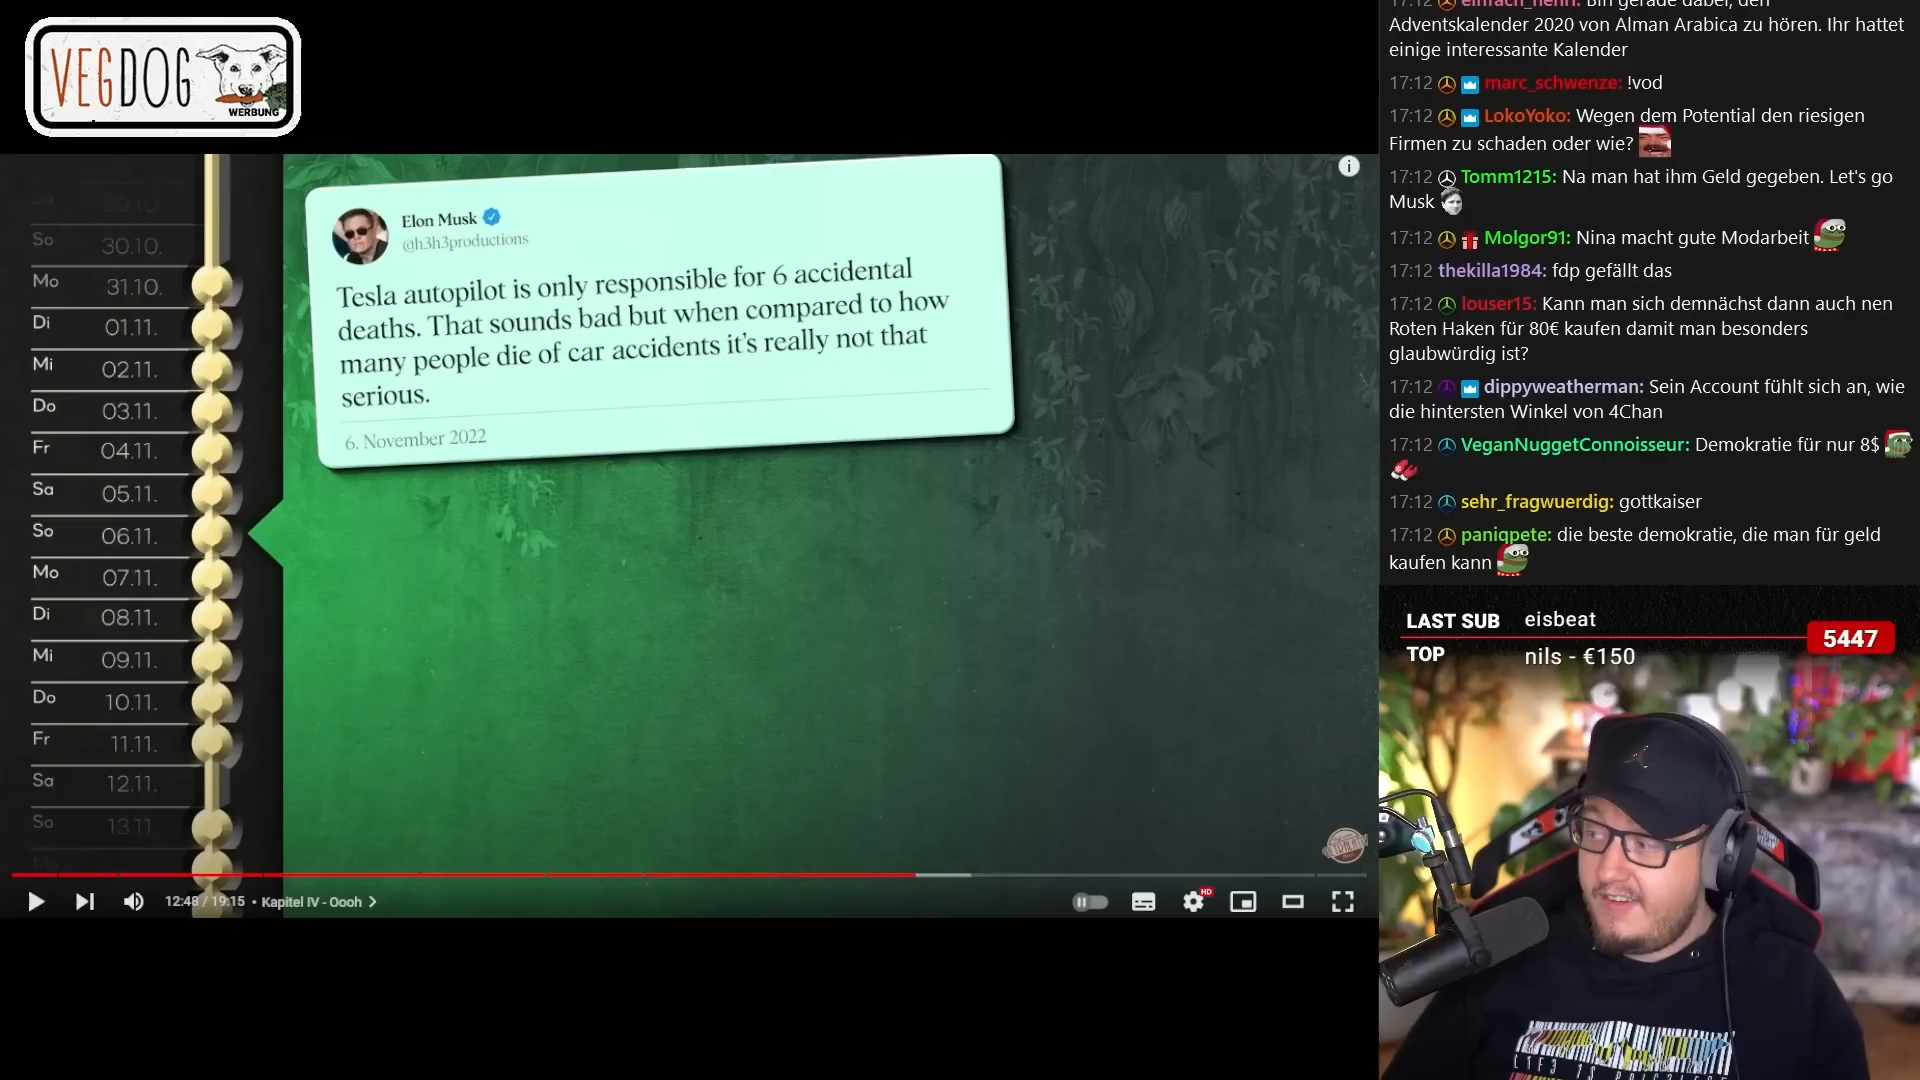 VEGDOG
WERBUNG
29.10
So 30.10.
Mo 31.10.
Di 01.11.
Mi 02.11.
Do 03.11.
Fr 04.11.
Sa 05.11.
So 06.11.
Mo 07.11.
Di 08.11.
Mi 09.11.
Do 10.11.
Fr 11.11.
Sa 12.11.
So 13.11.
Elon Musk
@h3h3productions
Tesla autopilot is only responsible for 6 accidental
deaths. That sounds bad but when compared to how
many people die of car accidents it's really not that
serious.
6. November 2022
12:48 / 19:15 • Kapitel IV - Oooh
HD
17:12 einfach_henri: Bin gerade dabei, den
Adventskalender 2020 von Alman Arabica zu hören. Ihr hattet
einige interessante Kalender
17:12 marc_schwenze: !vod
17:12 LokoYoko: Wegen dem Potential den riesigen
Firmen zu schaden oder wie?
17:12 Tomm1215: Na man hat ihm Geld gegeben. Let's go
Musk
17:12 Molgor91: Nina macht gute Modarbeit
17:12 thekilla1984: fdp gefällt das
17:12 louser15: Kann man sich demnächst dann auch nen
Roten Haken für 80€ kaufen damit man besonders
glaubwürdig ist?
17:12 dippyweatherman: Sein Account fühlt sich an, wie
die hintersten Winkel von 4Chan
17:12 VeganNuggetConnoisseur: Demokratie für nur 8$
17:12 sehr_fragwuerdig: gottkaiser
17:12 paniqpete: die beste demokratie, die man für geld
kaufen kann
LAST SUB eisbeat
5447
TOP nils - €150